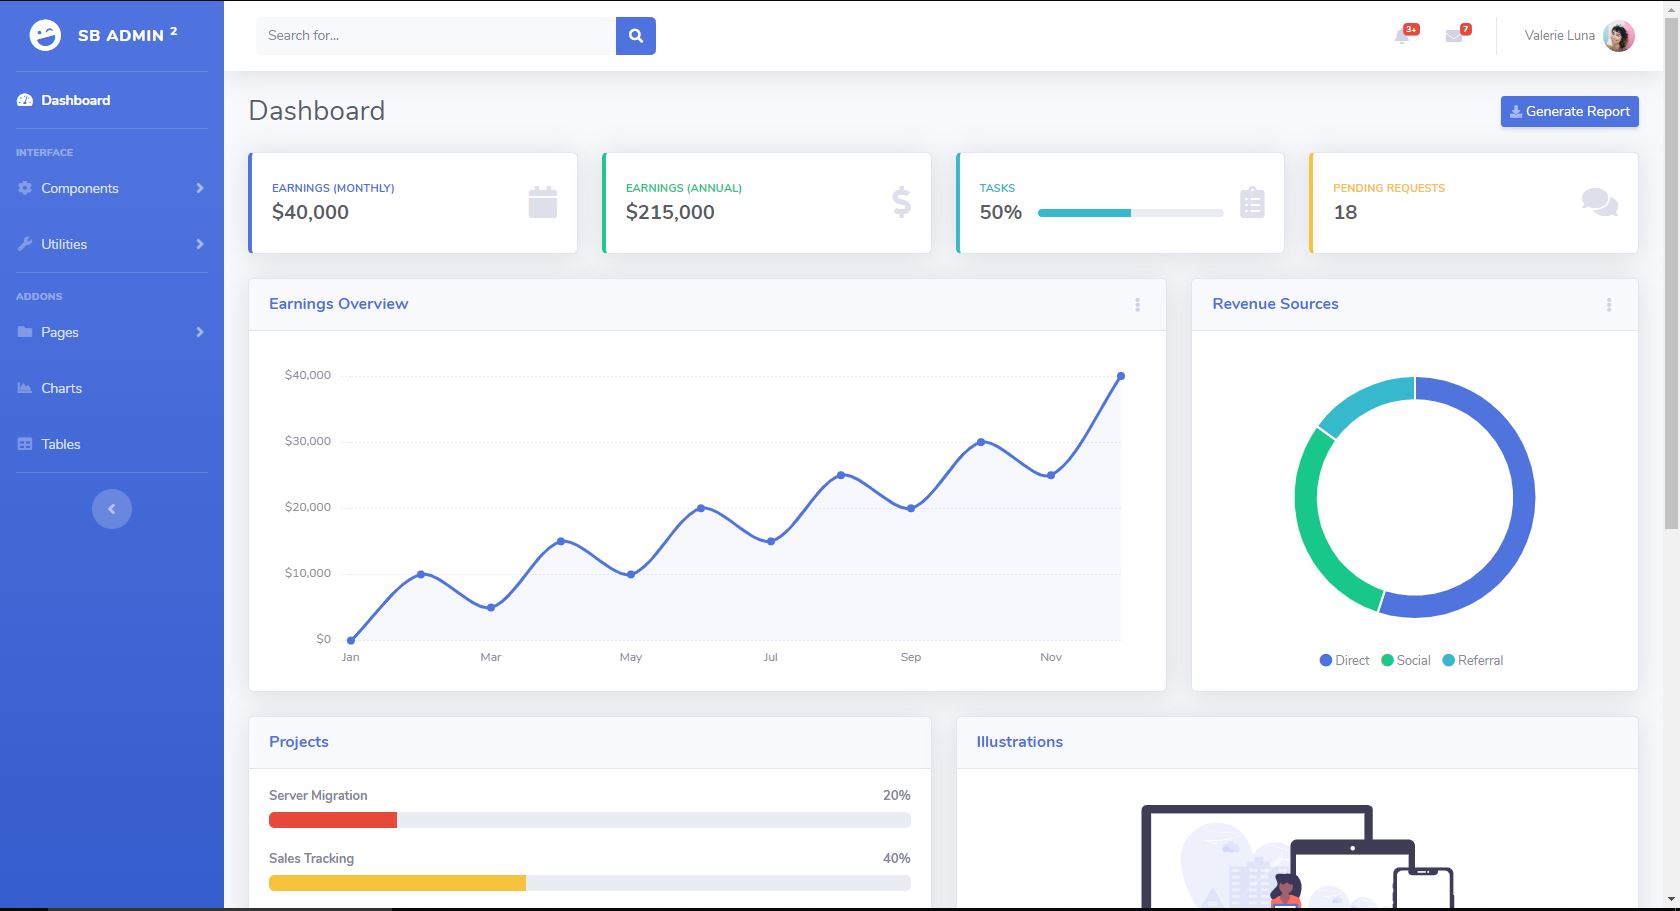 SB ADMIN 2
Search for...
3+
7
Valerie Luna
Dashboard
INTERFACE
Components
Utilities
ADDONS
Pages
Charts
Tables
Dashboard
Generate Report
EARNINGS (MONTHLY)
$40,000
EARNINGS (ANNUAL)
$215,000
TASKS
50%
PENDING REQUESTS
18
Earnings Overview
$40,000
$30,000
$20,000
$10,000
$0
Jan Mar May Jul Sep Nov
Revenue Sources
Direct Social Referral
Projects
Server Migration 20%
Sales Tracking 40%
Illustrations